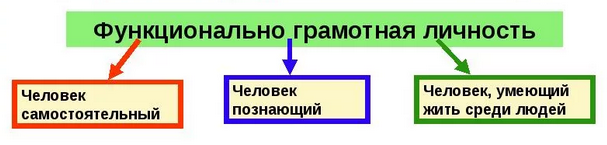 Функционально грамотная личность
Человек
самостоятельный
Человек
познающий
Человек, умеющий
жить среди людей